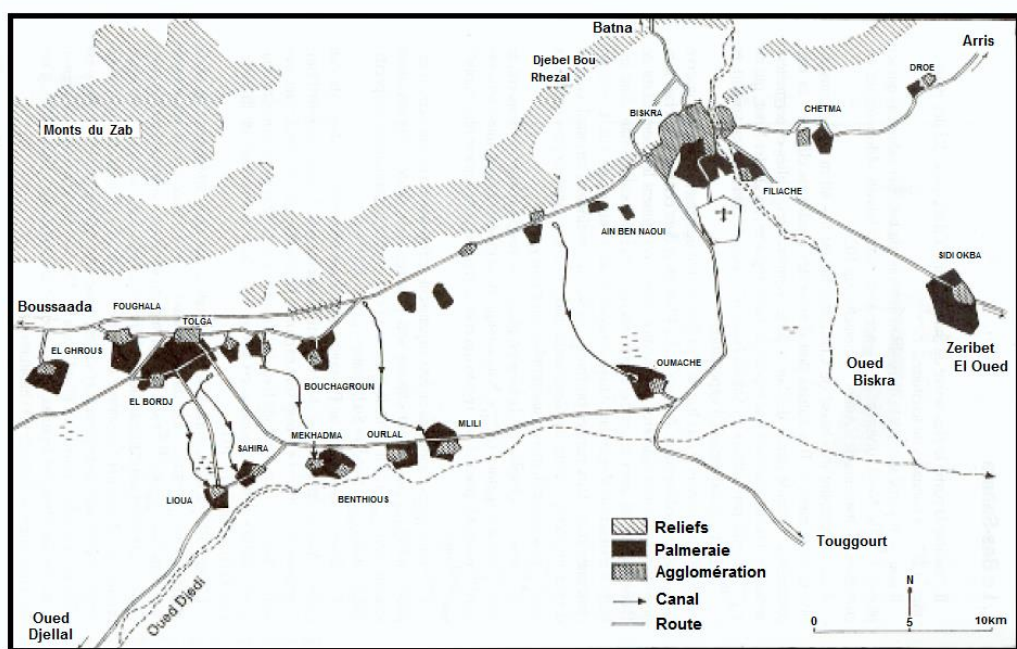 Batna
Arris
Djebel Bou
Rhezal
DROE
Monts du Zab
BISKRA
CHETMA
FILIACHE
AIN BEN NAOUI
SIDI OKBA
Boussaada
FOUGHALA
TOLGA
EL GHROUS
Zeribet
El Oued
Oued
Biskra
OUMACHE
BOUCHAGROUN
EL BORDJ
MLILI
MEKHADMA
OURLAL
SAHIRA
LIOUA
BENTHIOUS
Touggourt
Oued Djedi
Oued
Djellal
Reliefs
Palmeraie
Agglomération
Canal
Route
N
0 5 10km